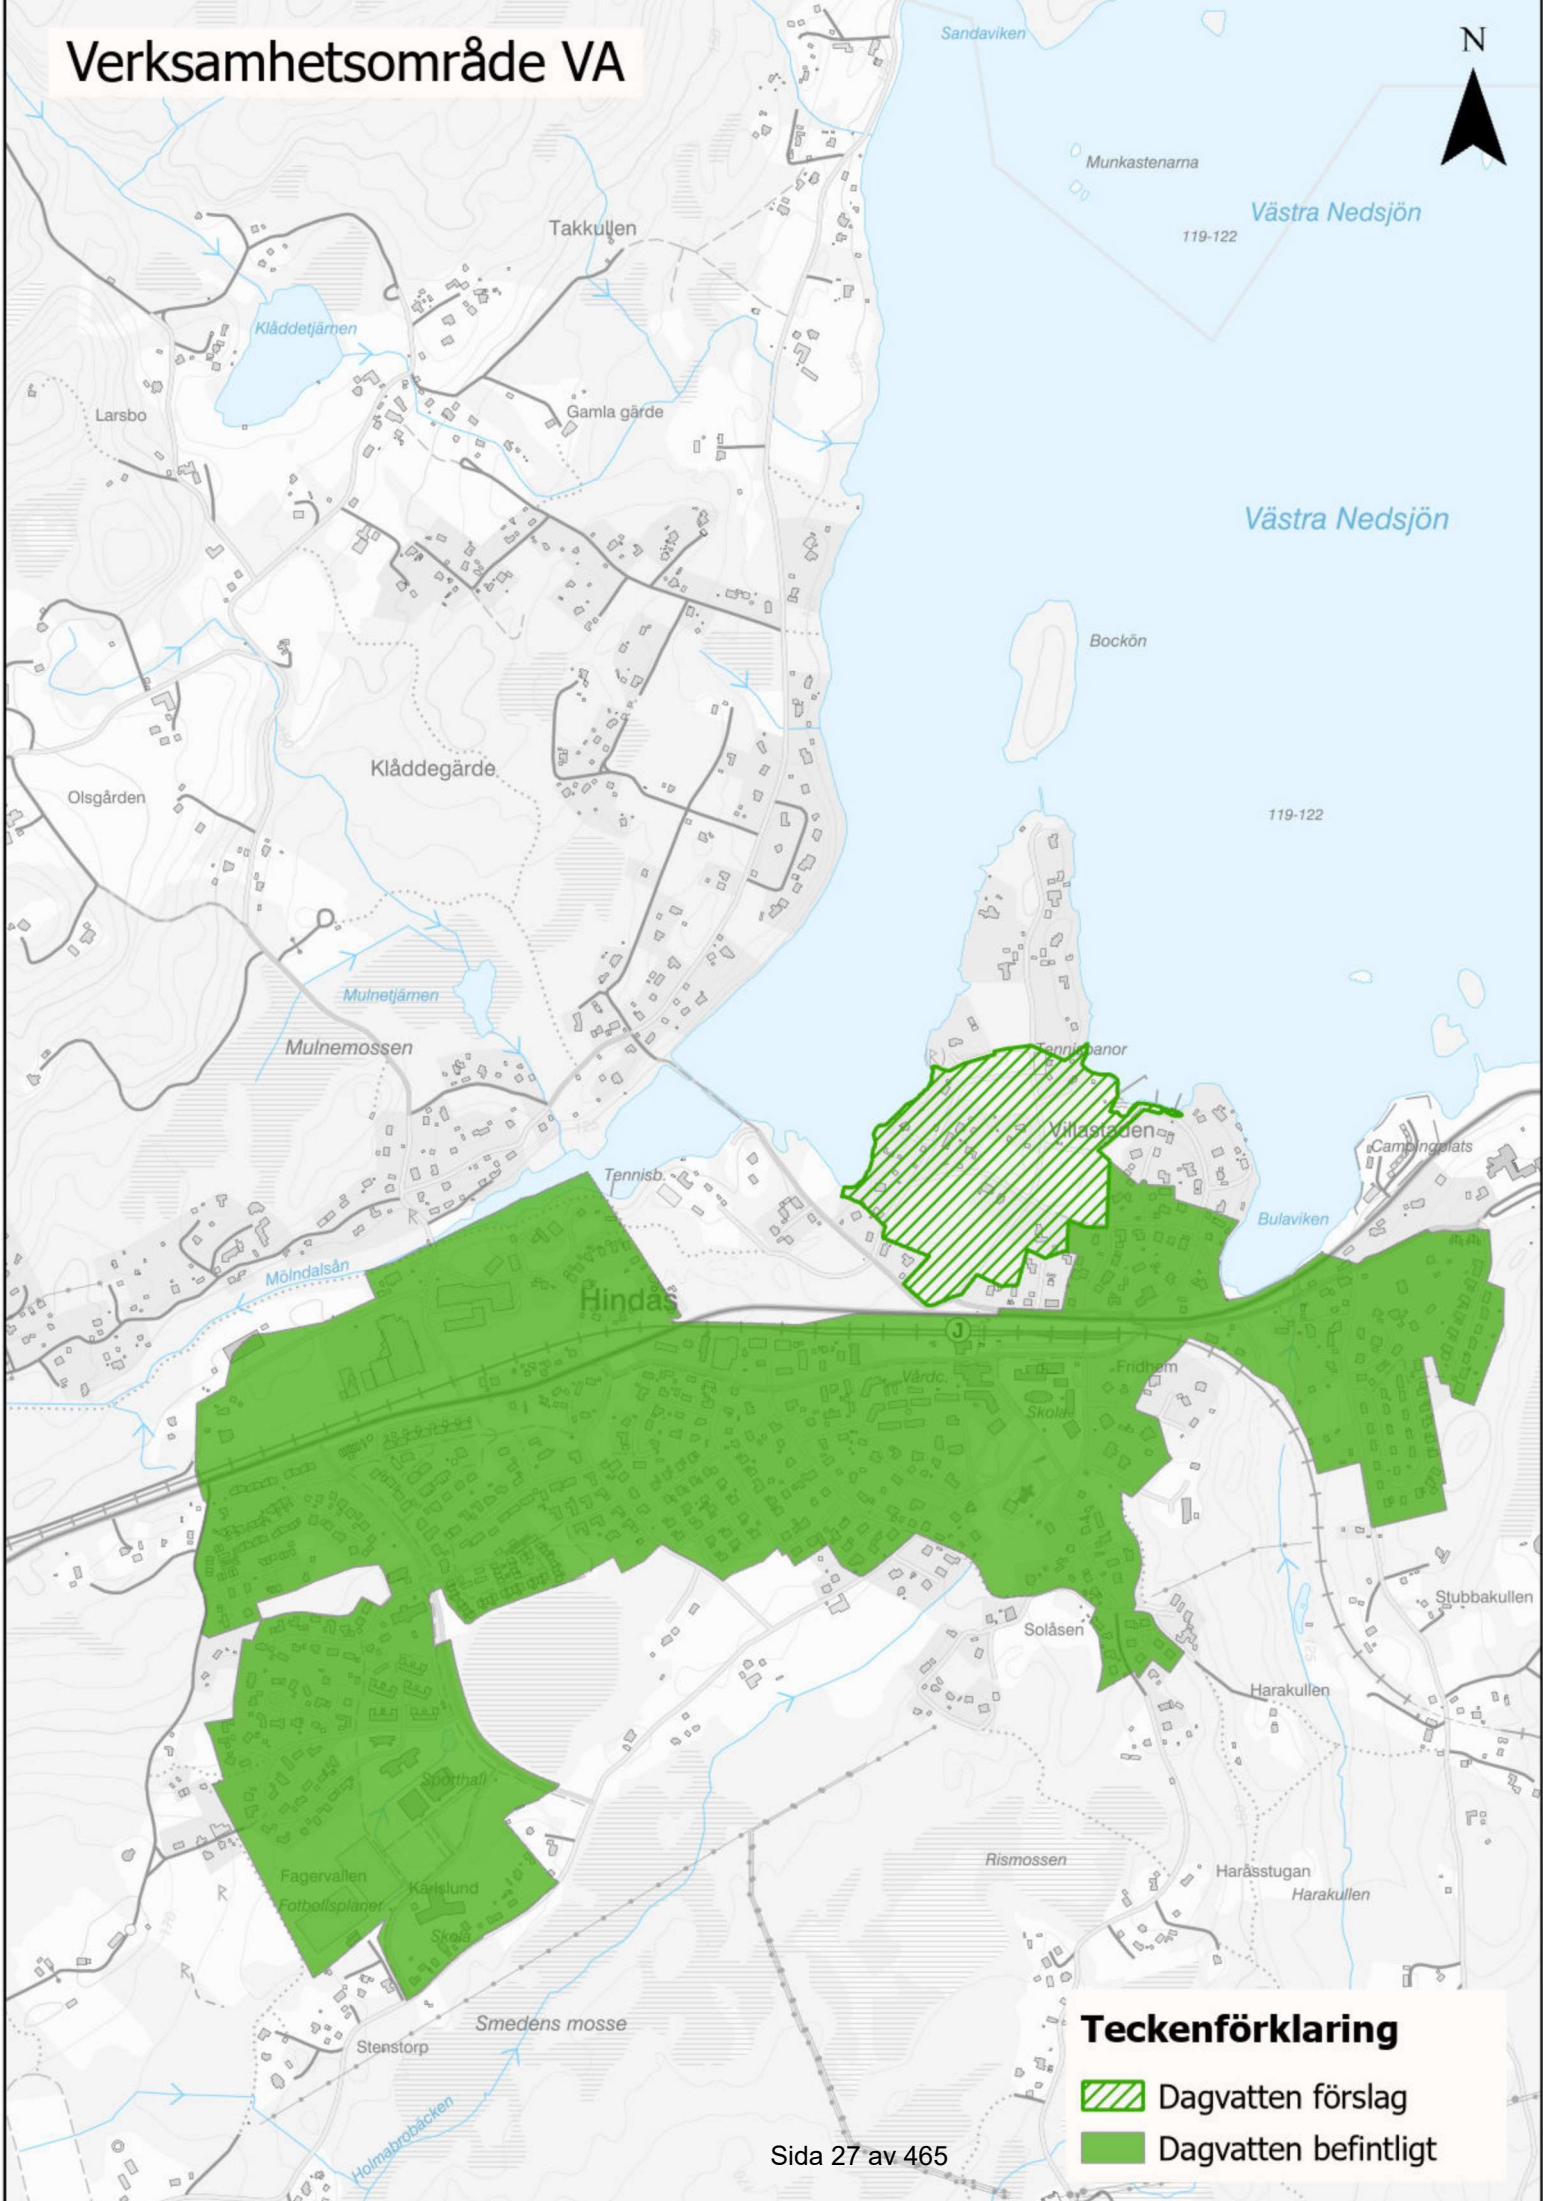 Verksamhetsområde VA
Sandaviken
N
Munkastenarna
Västra Nedsjön
119-122
Takkullen
Klåddetjärnen
Larsbo
Gamla gärde
Västra Nedsjön
Bockön
Klåddegärde
Olsgården
119-122
Mulnetjärnen
Mulnemossen
Tennisbanor
Villastaden
Campingplats
Tennisb.
Bulaviken
Mölndalsån
Hindås
J
Fridhem
Vårdc.
Skola
Stubbakullen
Solåsen
Harakullen
Sporthall
Rismossen
Haråsstugan
Harakullen
Fagervallen
Karlslund
Fotbollsplaner
Skola
Smedens mosse
Stenstorp
Holmabrobäcken
Teckenförklaring
Dagvatten förslag
Dagvatten befintligt
Sida 27 av 465